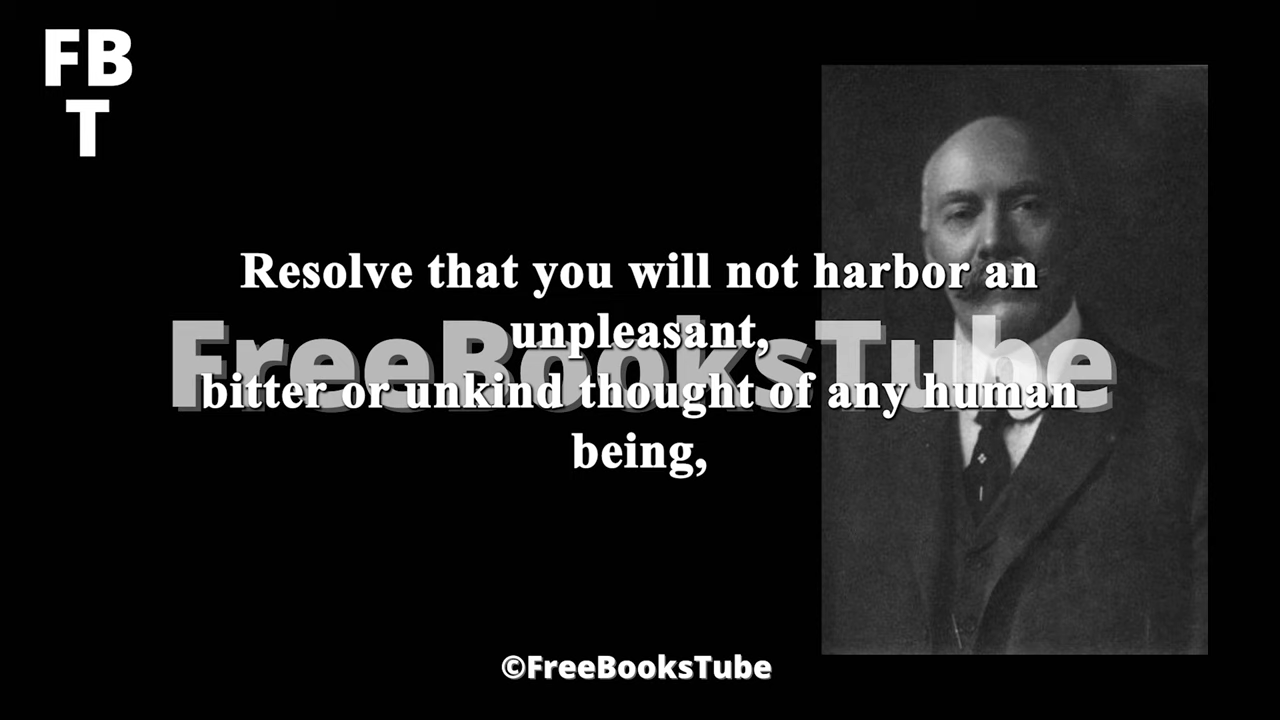 FB
T
Resolve that you will not harbor an
unpleasant,
FreeBooksTube
bitter or unkind thought of any human
being,
©FreeBooksTube